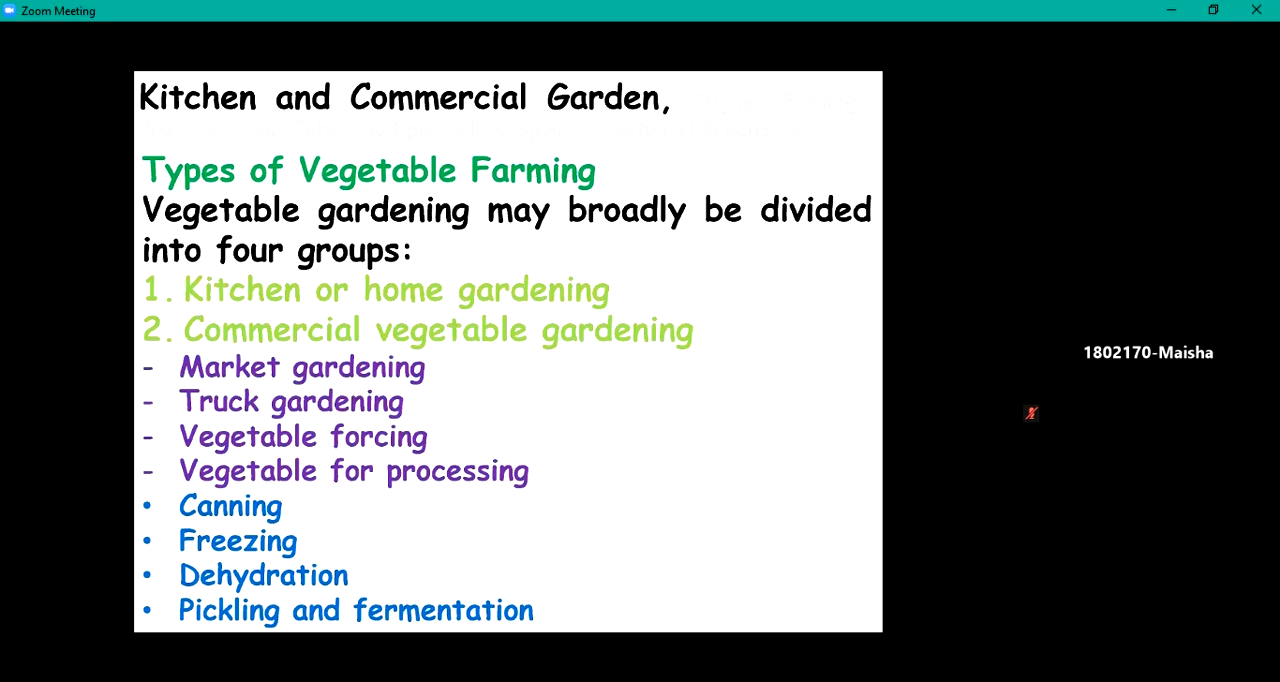 Zoom Meeting
Kitchen and Commercial Garden,
Types of Vegetable Farming
Vegetable gardening may broadly be divided
into four groups:
1. Kitchen or home gardening
2. Commercial vegetable gardening
- Market gardening
- Truck gardening
- Vegetable forcing
- Vegetable for processing
• Canning
• Freezing
• Dehydration
• Pickling and fermentation
1802170-Maisha